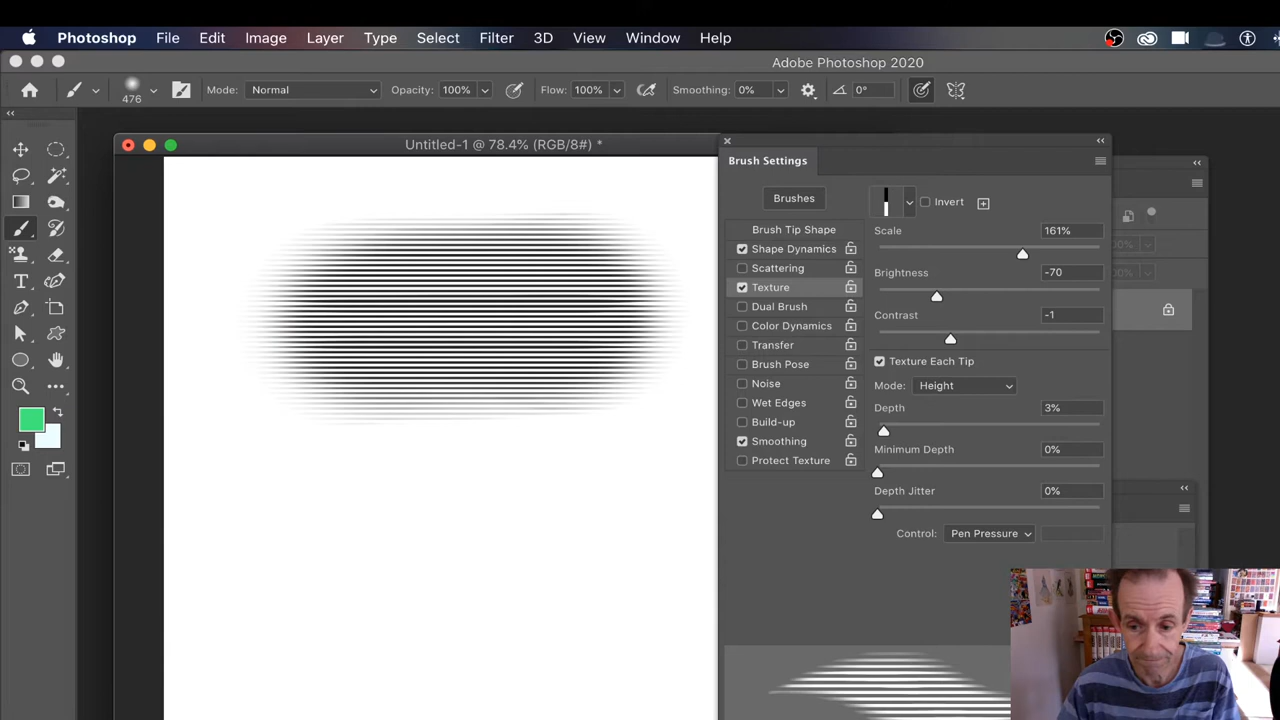 Photoshop File Edit Image Layer Type Select Filter 3D View Window Help
Adobe Photoshop 2020
476 Mode: Normal Opacity: 100% Flow: 100% Smoothing: 0% 0°
Untitled-1 @ 78.4% (RGB/8#) *
Brush Settings
Brushes
Invert
Brush Tip Shape
Shape Dynamics
Scattering
Texture
Dual Brush
Color Dynamics
Transfer
Brush Pose
Noise
Wet Edges
Build-up
Smoothing
Protect Texture
Scale 161%
Brightness -70
Contrast -1
Texture Each Tip
Mode: Height
Depth 3%
Minimum Depth 0%
Depth Jitter 0%
Control: Pen Pressure